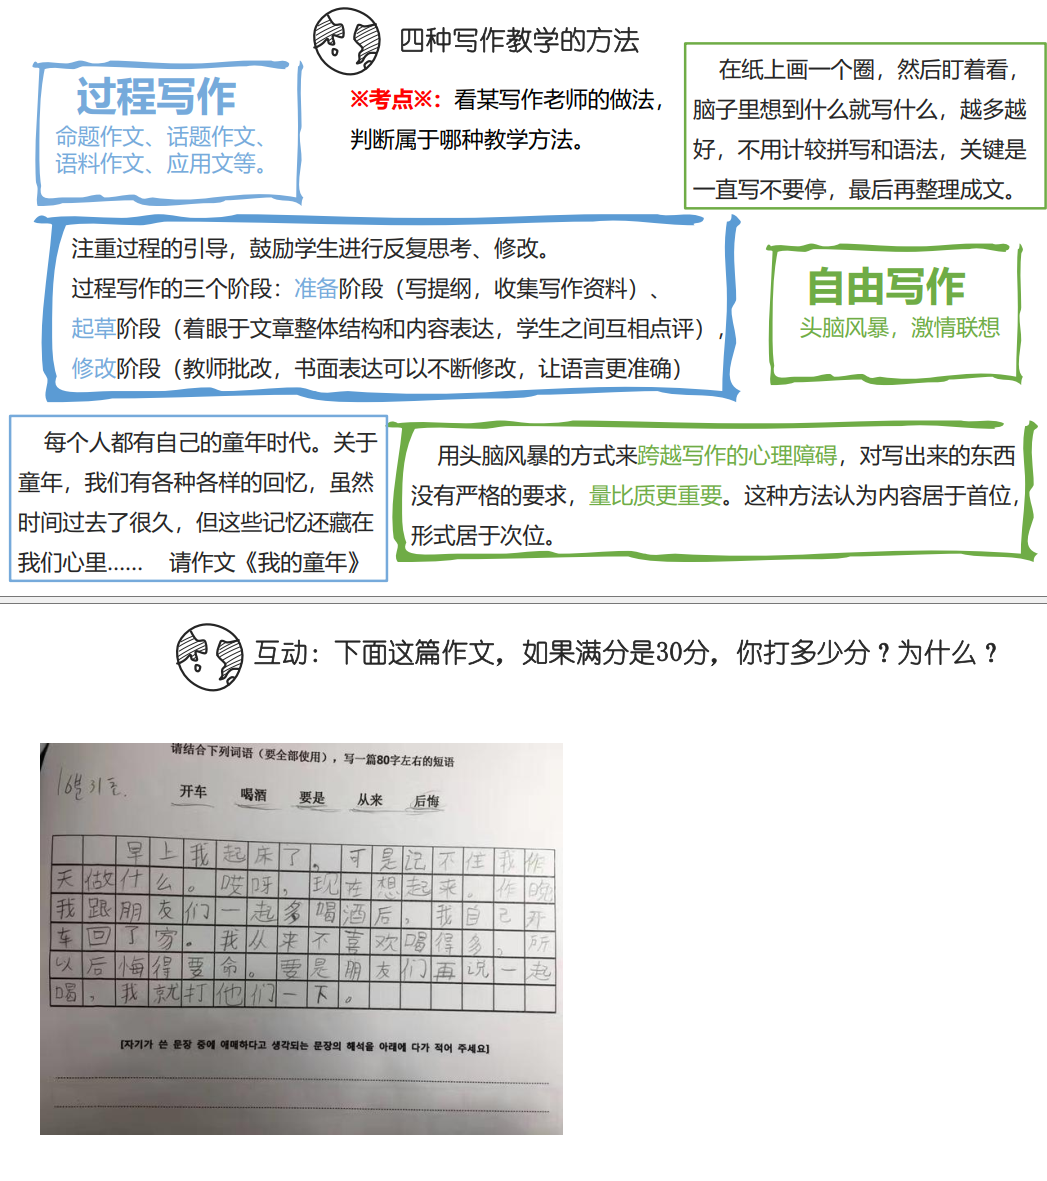 四种写作教学的方法
过程写作
命题作文、话题作文、
语料作文、应用文等。
※考点※：看某写作老师的做法，
判断属于哪种教学方法。
在纸上画一个圈，然后盯着看，
脑子里想到什么就写什么，越多越
好，不用计较拼写和语法，关键是
一直写不要停，最后再整理成文。
注重过程的引导，鼓励学生进行反复思考、修改。
过程写作的三个阶段：准备阶段（写提纲，收集写作资料）、
起草阶段（着眼于文章整体结构和内容表达，学生之间互相点评），
修改阶段（教师批改，书面表达可以不断修改，让语言更准确）
自由写作
头脑风暴，激情联想
每个人都有自己的童年时代。关于
童年，我们有各种各样的回忆，虽然
时间过去了很久，但这些记忆还藏在
我们心里...... 请作文《我的童年》
用头脑风暴的方式来跨越写作的心理障碍，对写出来的东西
没有严格的要求，量比质更重要。这种方法认为内容居于首位，
形式居于次位。
互动：下面这篇作文，如果满分是30分，你打多少分？为什么？
请结合下列词语（要全部使用），写一篇80字左右的短语
16분 31초.
开车 喝酒 要是 从来 后悔
早上我起床了，可是记不住我作
天做什么。哎呀，现在想起来。作晚
我跟朋友们一起多喝酒后，我自己开
车回了家。我从来不喜欢喝得多，所
以后悔得要命。要是朋友们再说一起
喝，我就打他们一下。
[자기가 쓴 문장 중에 애매하다고 생각되는 문장의 해석을 아래에 다가 적어 주세요]